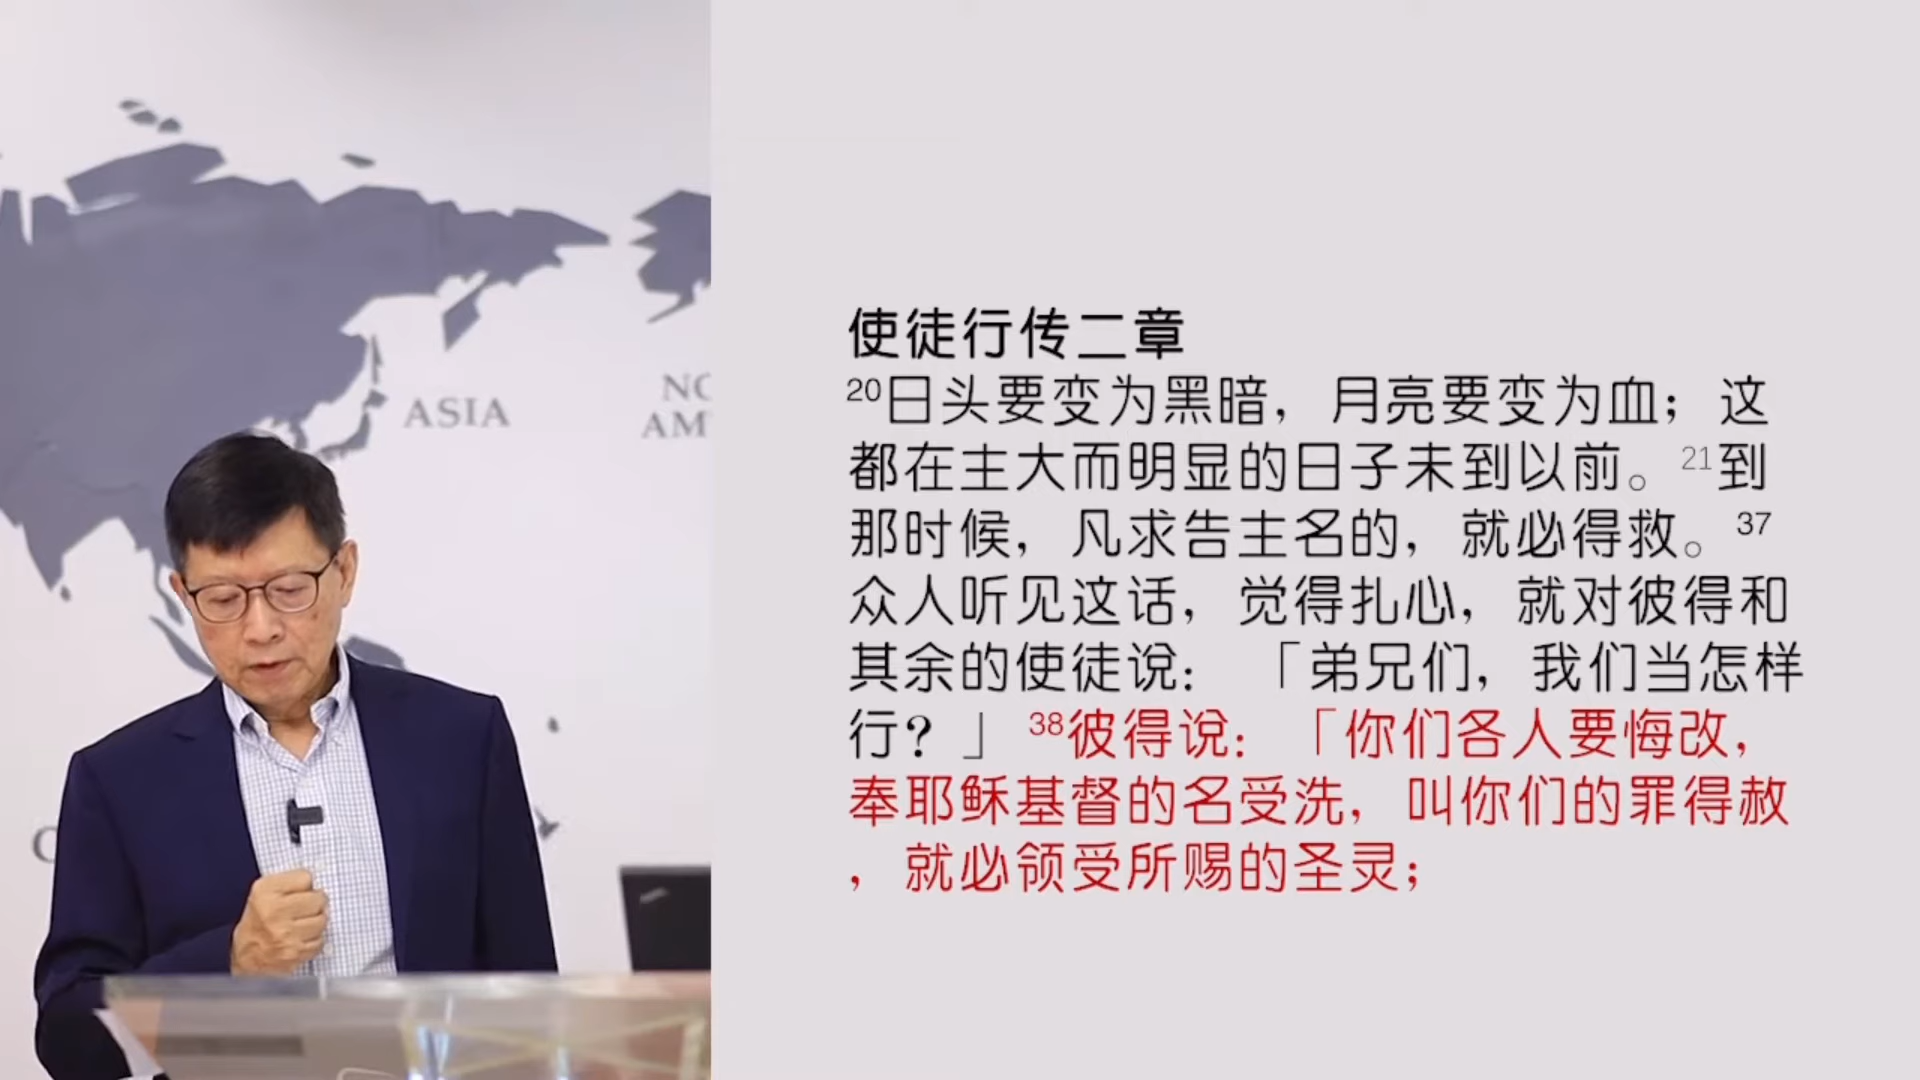 ASIA
使徒行传二章
20日头要变为黑暗，月亮要变为血；这
都在主大而明显的日子未到以前。21到
那时候，凡求告主名的，就必得救。37
众人听见这话，觉得扎心，就对彼得和
其余的使徒说：「弟兄们，我们当怎样
行？」38彼得说：「你们各人要悔改，
奉耶稣基督的名受洗，叫你们的罪得赦
，就必领受所赐的圣灵；